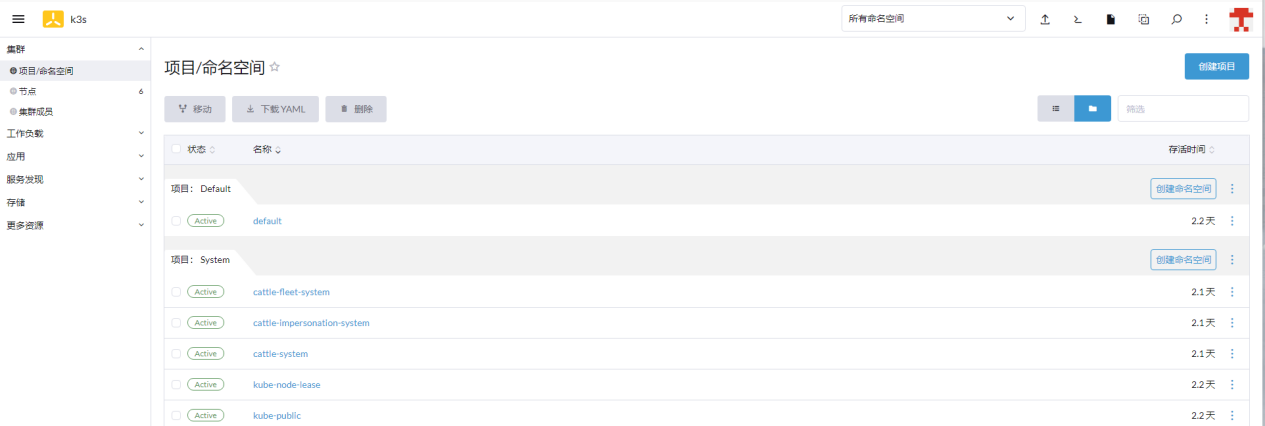 k3s
所有命名空间
集群
项目/命名空间
节点 6
集群成员
工作负载
应用
服务发现
存储
更多资源
项目/命名空间
创建项目
移动 下载 YAML 删除
筛选
状态 名称 存活时间
项目： Default 创建命名空间
Active default 2.2 天
项目： System 创建命名空间
Active cattle-fleet-system 2.1 天
Active cattle-impersonation-system 2.1 天
Active cattle-system 2.1 天
Active kube-node-lease 2.2 天
Active kube-public 2.2 天